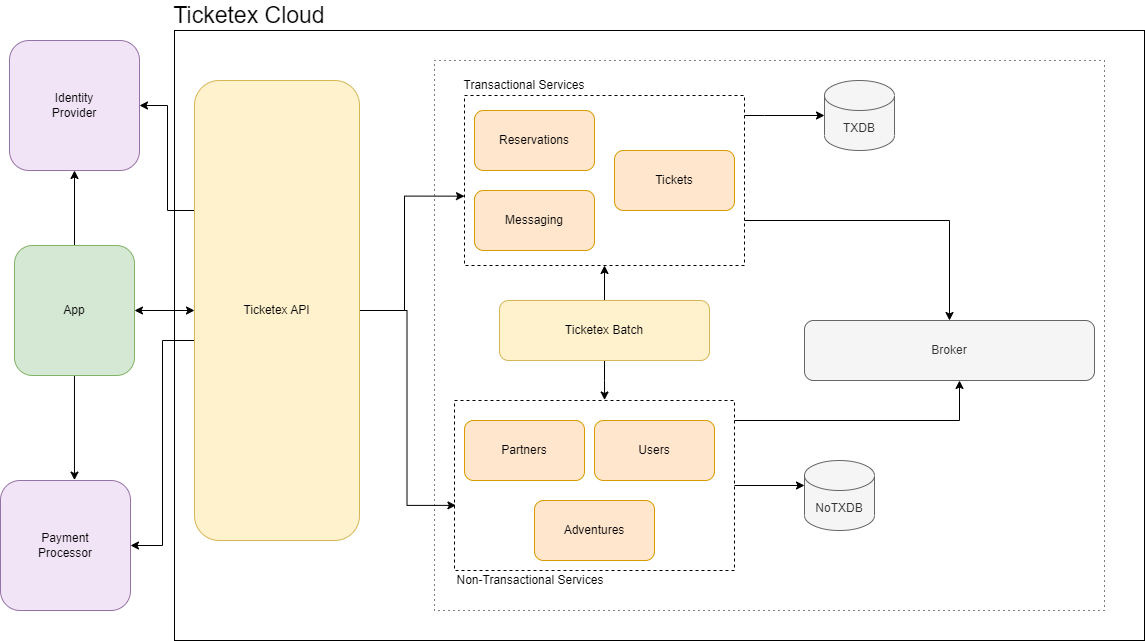 Ticketex Cloud
Identity
Provider
App
Payment
Processor
Ticketex API
Transactional Services
Reservations
Tickets
Messaging
TXDB
Ticketex Batch
Broker
Partners
Users
Adventures
NoTXDB
Non-Transactional Services